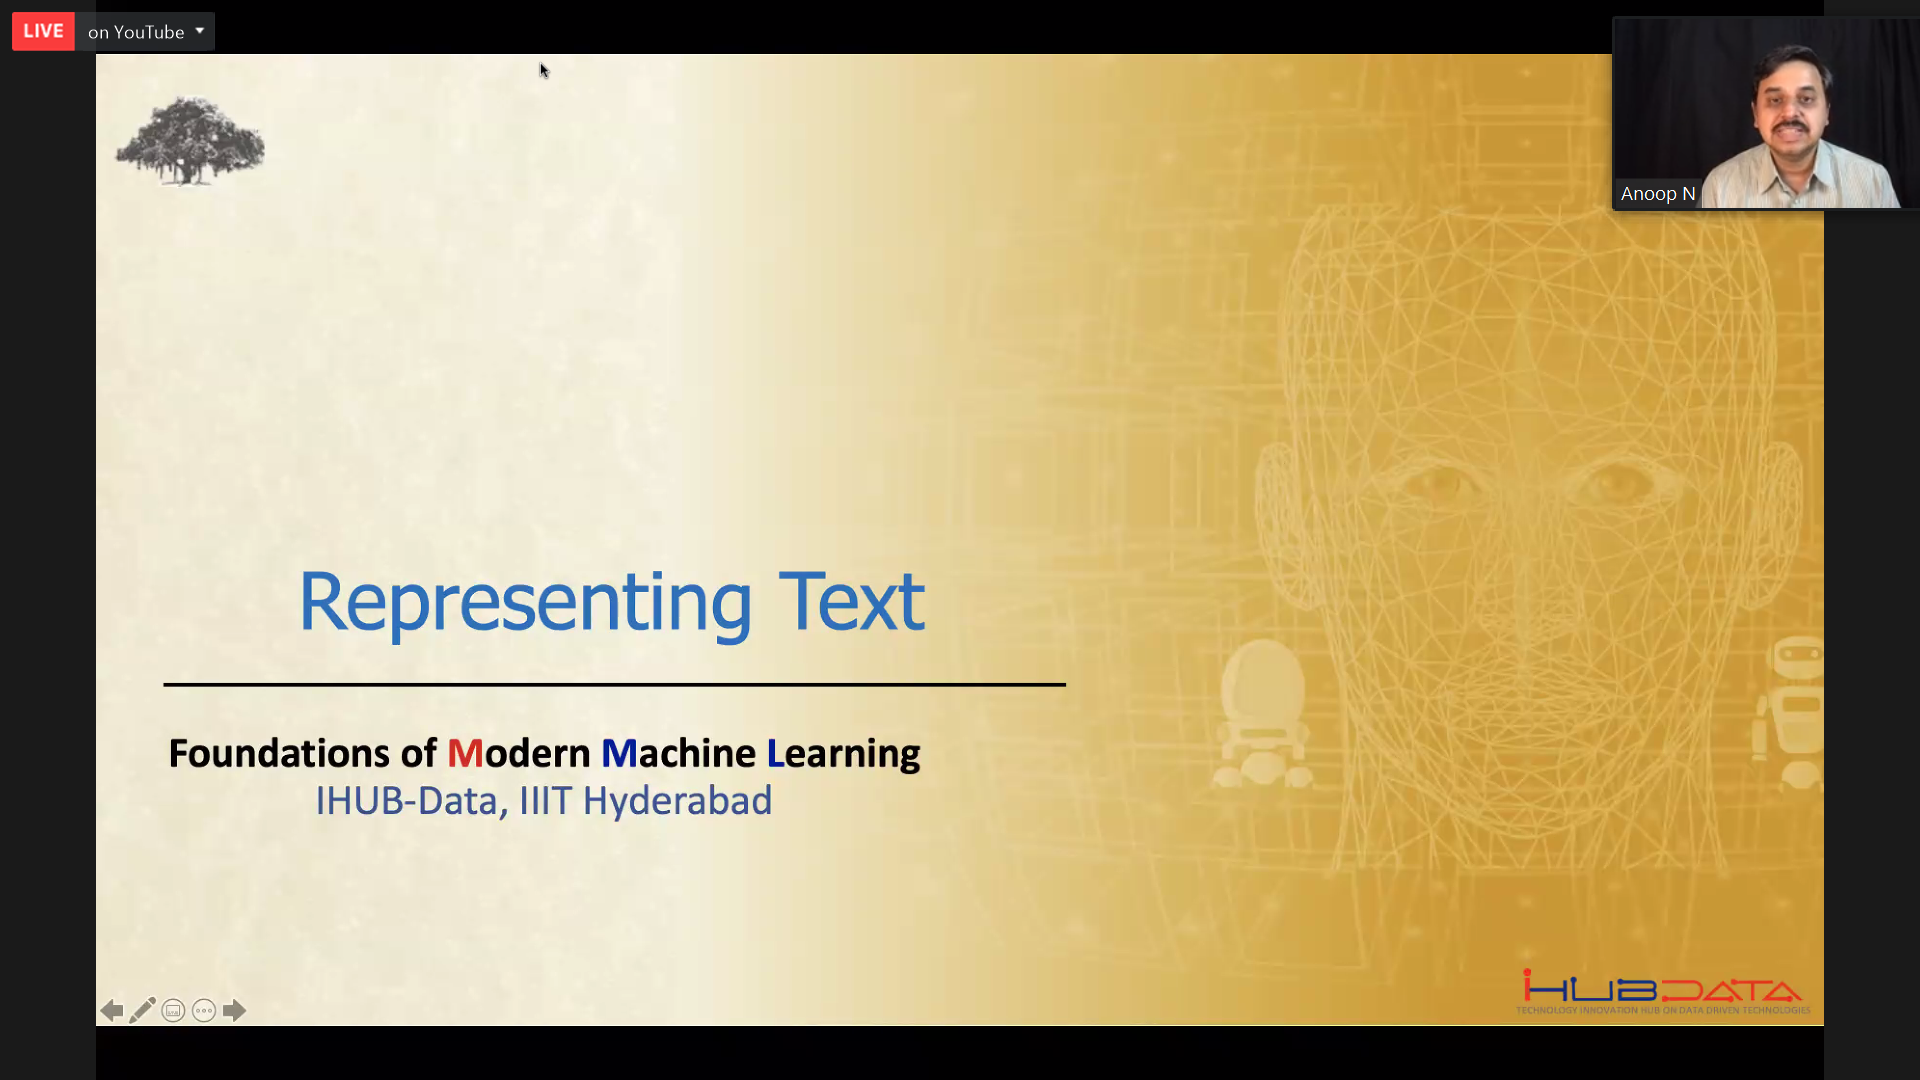 LIVE on YouTube
Anoop N
Representing Text
Foundations of Modern Machine Learning
IHUB-Data, IIIT Hyderabad
iHUBDATA
TECHNOLOGY INNOVATION HUB ON DATA DRIVEN TECHNOLOGIES